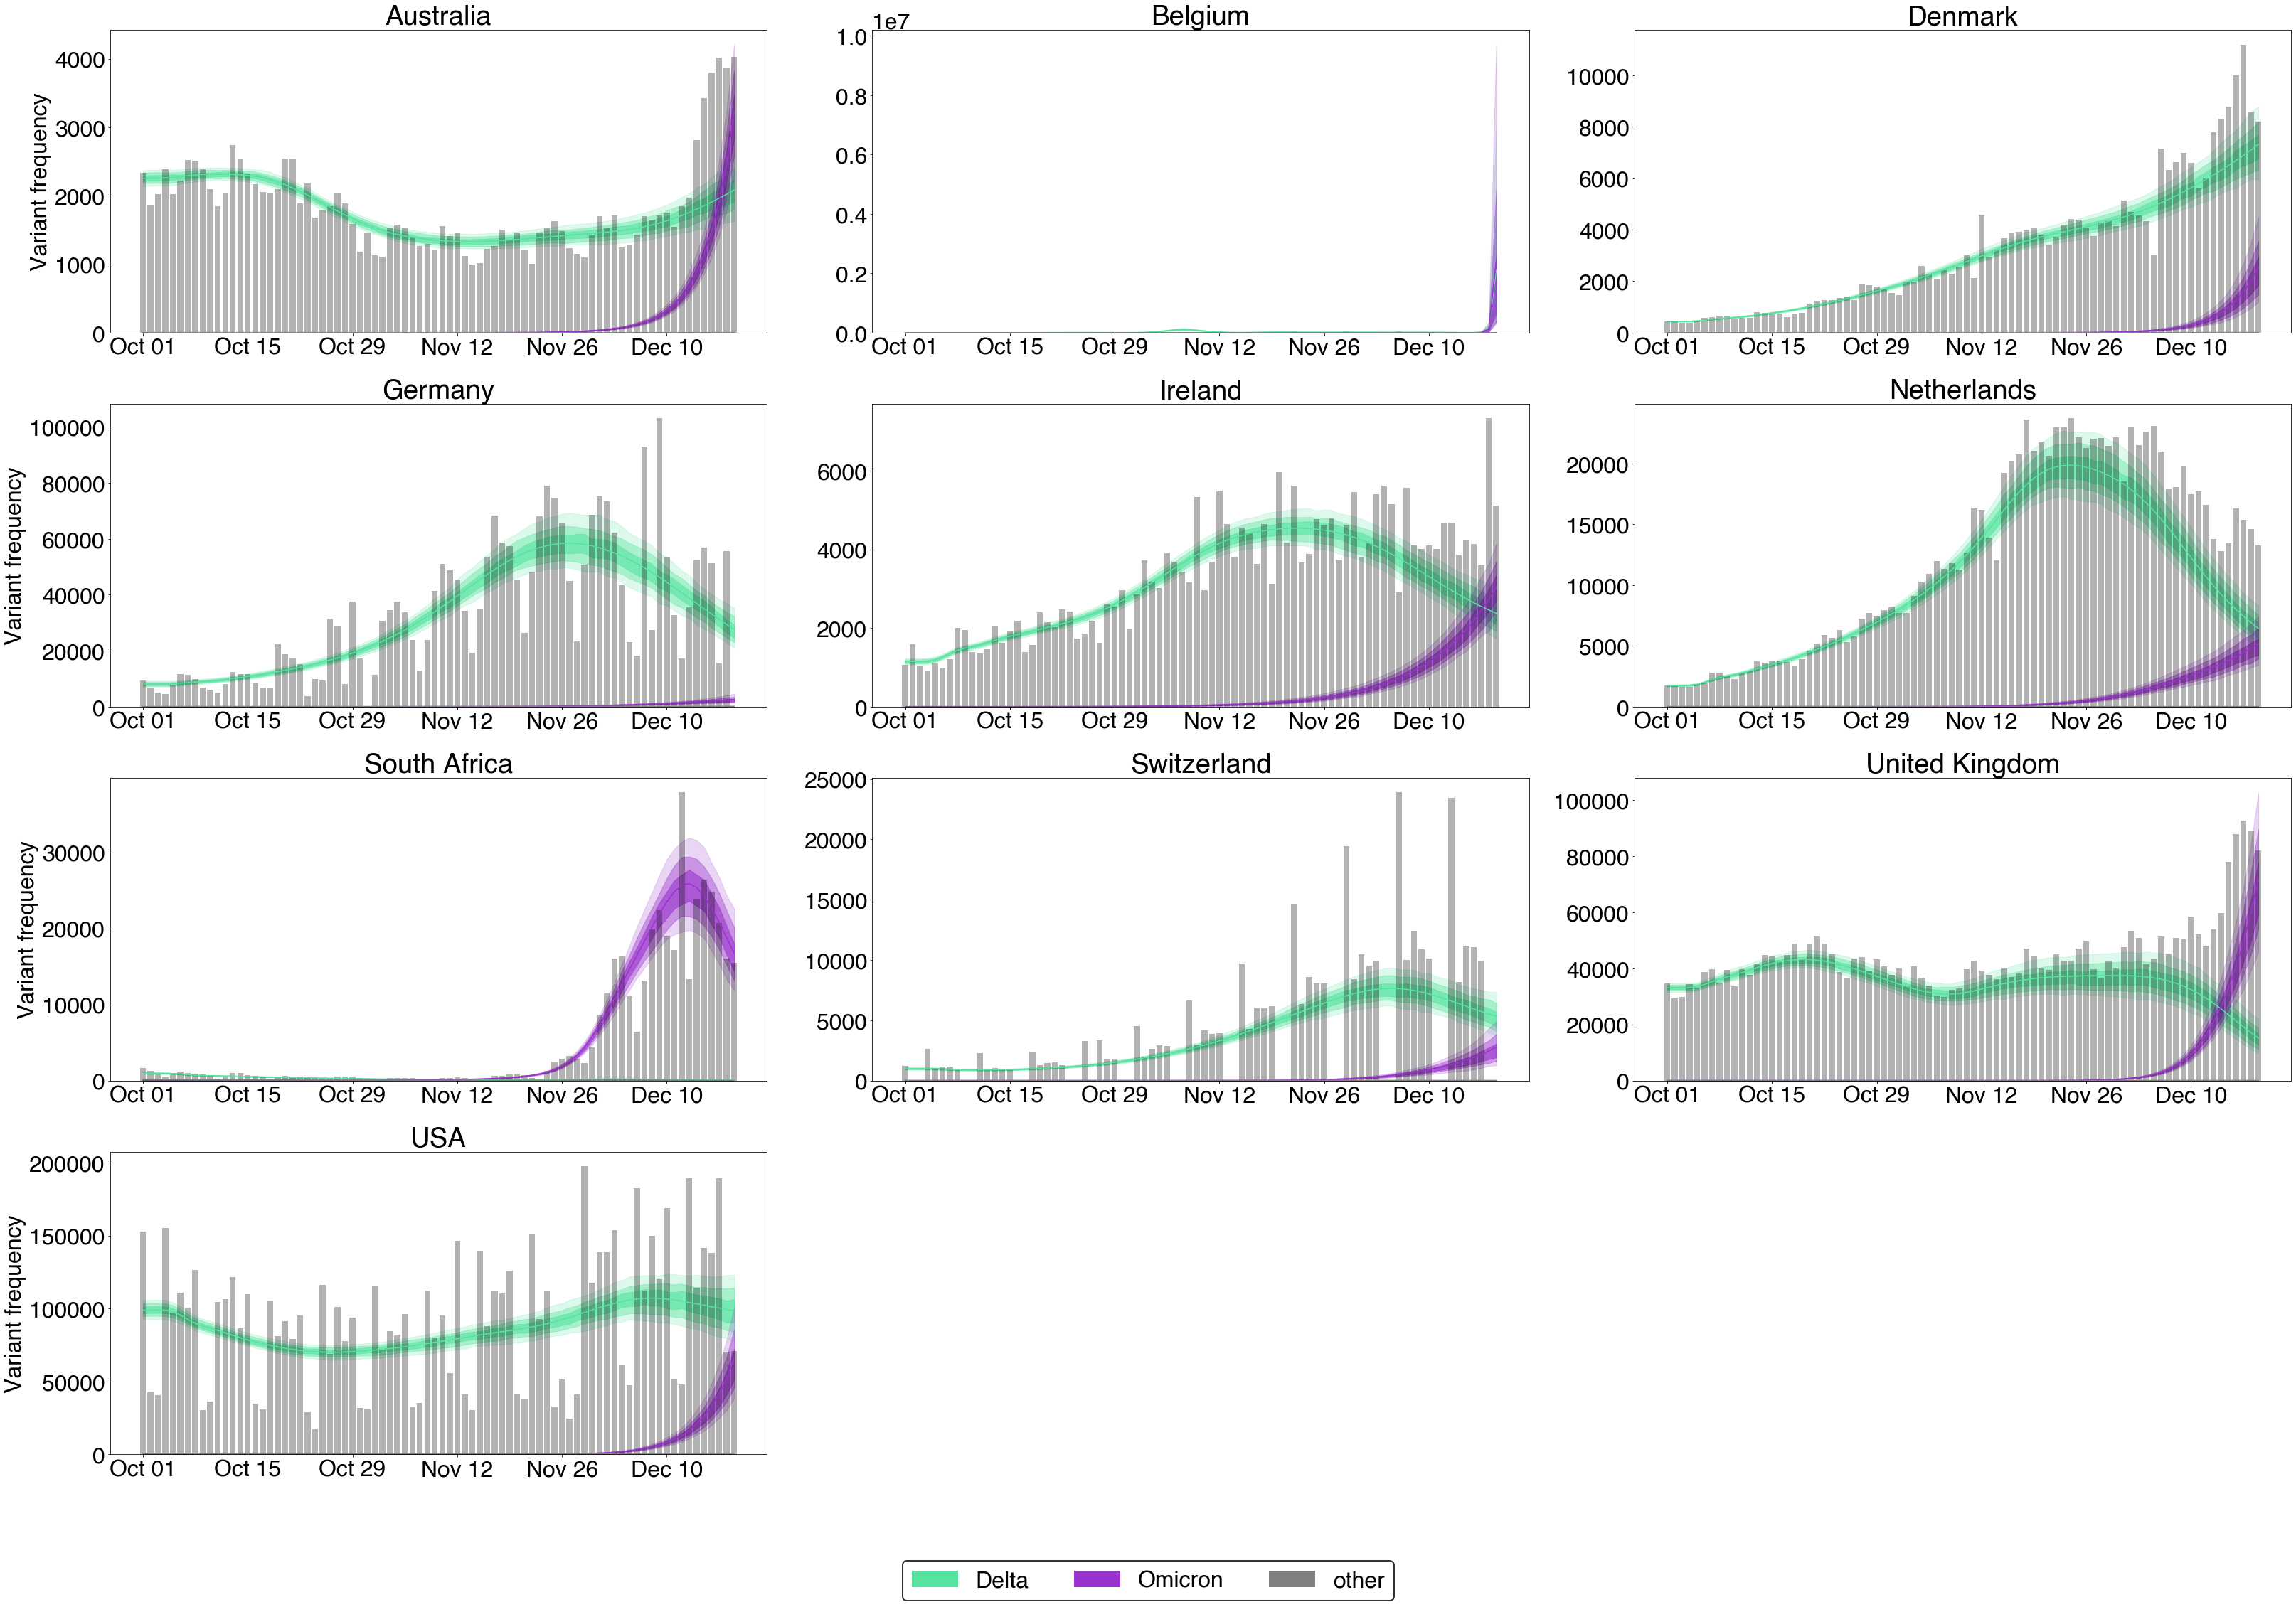 Australia
Variant frequency
4000
3000
2000
1000
0
Oct 01 Oct 15 Oct 29 Nov 12 Nov 26 Dec 10
Belgium
1e7
1.0
0.8
0.6
0.4
0.2
0.0
Oct 01 Oct 15 Oct 29 Nov 12 Nov 26 Dec 10
Denmark
10000
8000
6000
4000
2000
0
Oct 01 Oct 15 Oct 29 Nov 12 Nov 26 Dec 10
Germany
Variant frequency
100000
80000
60000
40000
20000
0
Oct 01 Oct 15 Oct 29 Nov 12 Nov 26 Dec 10
Ireland
6000
4000
2000
0
Oct 01 Oct 15 Oct 29 Nov 12 Nov 26 Dec 10
Netherlands
20000
15000
10000
5000
0
Oct 01 Oct 15 Oct 29 Nov 12 Nov 26 Dec 10
South Africa
Variant frequency
30000
20000
10000
0
Oct 01 Oct 15 Oct 29 Nov 12 Nov 26 Dec 10
Switzerland
25000
20000
15000
10000
5000
0
Oct 01 Oct 15 Oct 29 Nov 12 Nov 26 Dec 10
United Kingdom
100000
80000
60000
40000
20000
0
Oct 01 Oct 15 Oct 29 Nov 12 Nov 26 Dec 10
USA
Variant frequency
200000
150000
100000
50000
0
Oct 01 Oct 15 Oct 29 Nov 12 Nov 26 Dec 10
Delta Omicron other